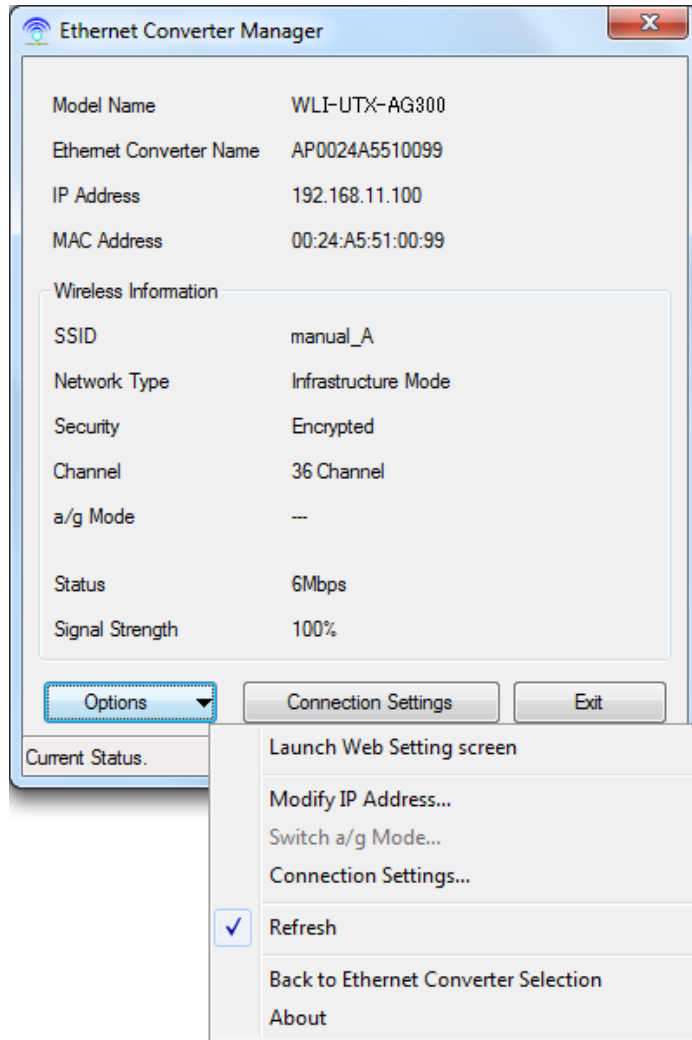 Ethernet Converter Manager
Model Name WLI-UTX-AG300
Ethernet Converter Name AP0024A5510099
IP Address 192.168.11.100
MAC Address 00:24:A5:51:00:99
Wireless Information
SSID manual_A
Network Type Infrastructure Mode
Security Encrypted
Channel 36 Channel
a/g Mode ---
Status 6Mbps
Signal Strength 100%
Options Connection Settings Exit
Current Status.
Launch Web Setting screen
Modify IP Address...
Switch a/g Mode...
Connection Settings...
Refresh
Back to Ethernet Converter Selection
About